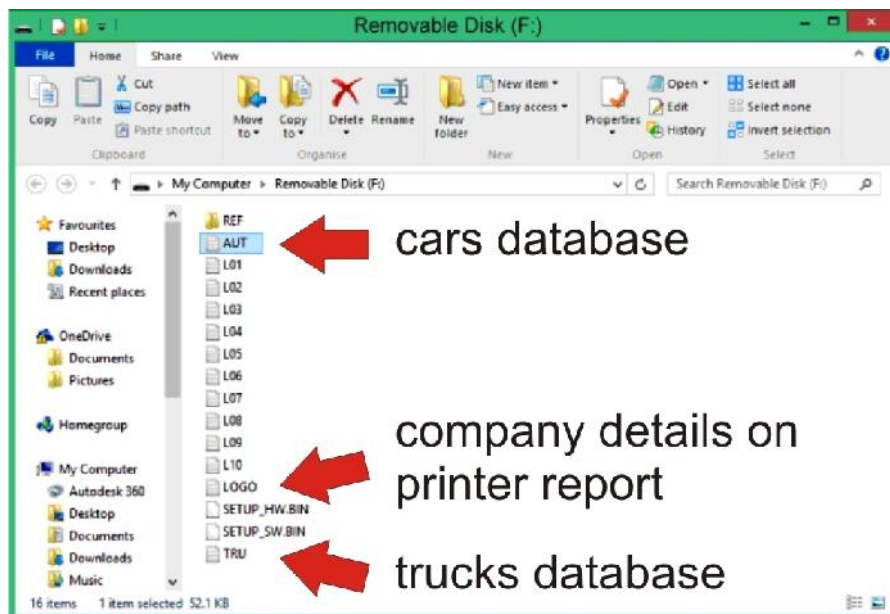 Removable Disk (F:)
File Home Share View
Copy
Paste
Cut
Copy path
Paste shortcut
Clipboard
Move to
Copy to
Delete
Rename
Organise
New folder
New item
Easy access
New
Properties
Open
Edit
History
Open
Select all
Select none
Invert selection
Select
My Computer Removable Disk (F:)
Search Removable Disk (F:)
Favourites
Desktop
Downloads
Recent places
OneDrive
Documents
Pictures
Homegroup
My Computer
Autodesk 360
Desktop
Documents
Downloads
Music
REF
AUT
L01
L02
L03
L04
L05
L06
L07
L08
L09
L10
LOGO
SETUP_HW.BIN
SETUP_SW.BIN
TRU
cars database
company details on
printer report
trucks database
16 items 1 item selected 52.1 KB